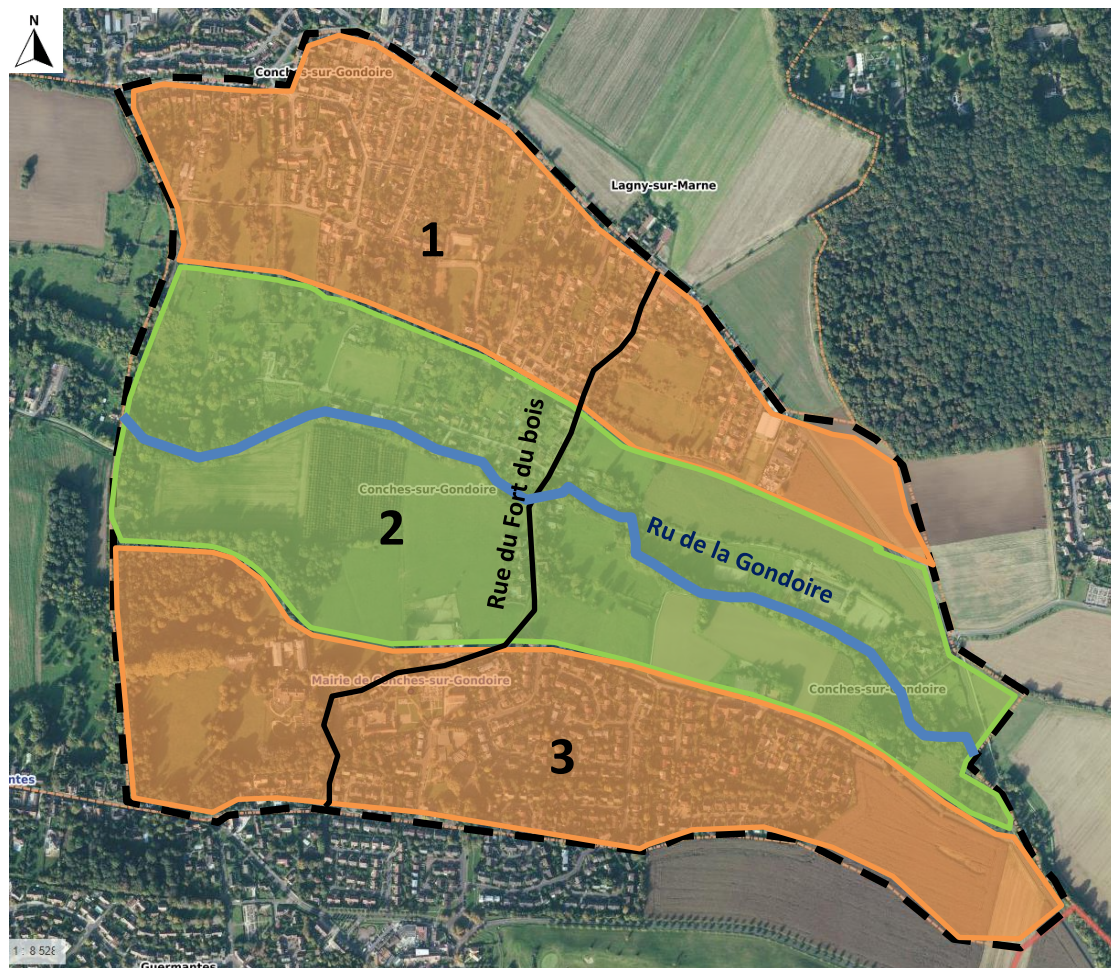 N
Conches-sur-Gondoire
Lagny-sur-Marne
1
Rue du Fort du bois
Conches-sur-Gondoire
2
Ru de la Gondoire
Mairie de Conches-sur-Gondoire
Conches-sur-Gondoire
3
ntes
1 : 8 528
Guermantes